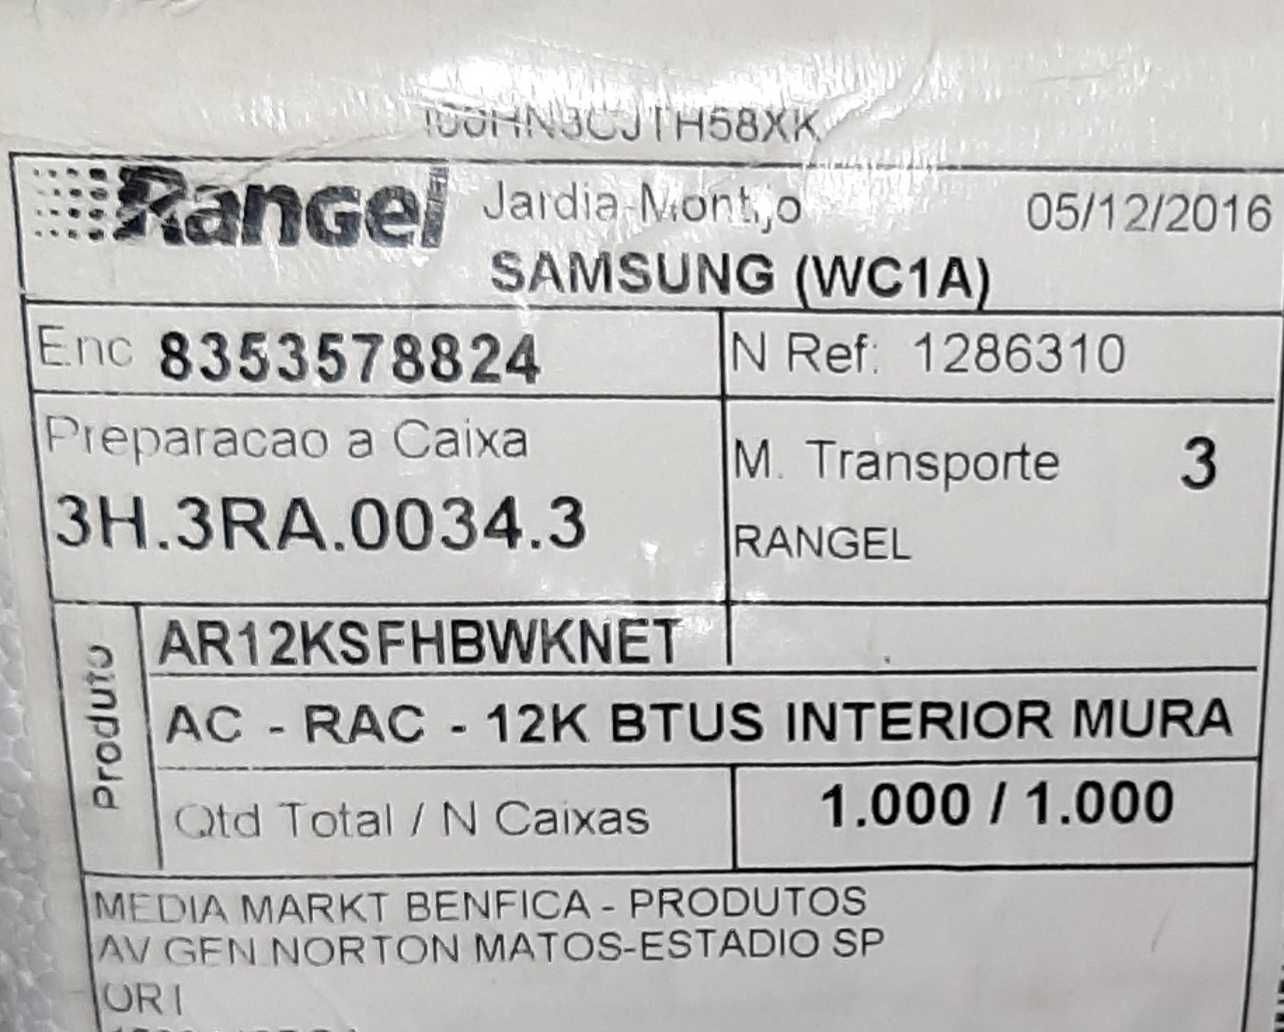 Rangel Jardia-Montijo 05/12/2016
SAMSUNG (WC1A)
Enc 8353578824 N Ref: 1286310
Preparacao a Caixa
3H.3RA.0034.3
M. Transporte 3
RANGEL
Produto
AR12KSFHBWKNET
AC - RAC - 12K BTUS INTERIOR MURA
Qtd Total / N Caixas 1.000 / 1.000
MEDIA MARKT BENFICA - PRODUTOS
AV GEN NORTON MATOS-ESTADIO SP